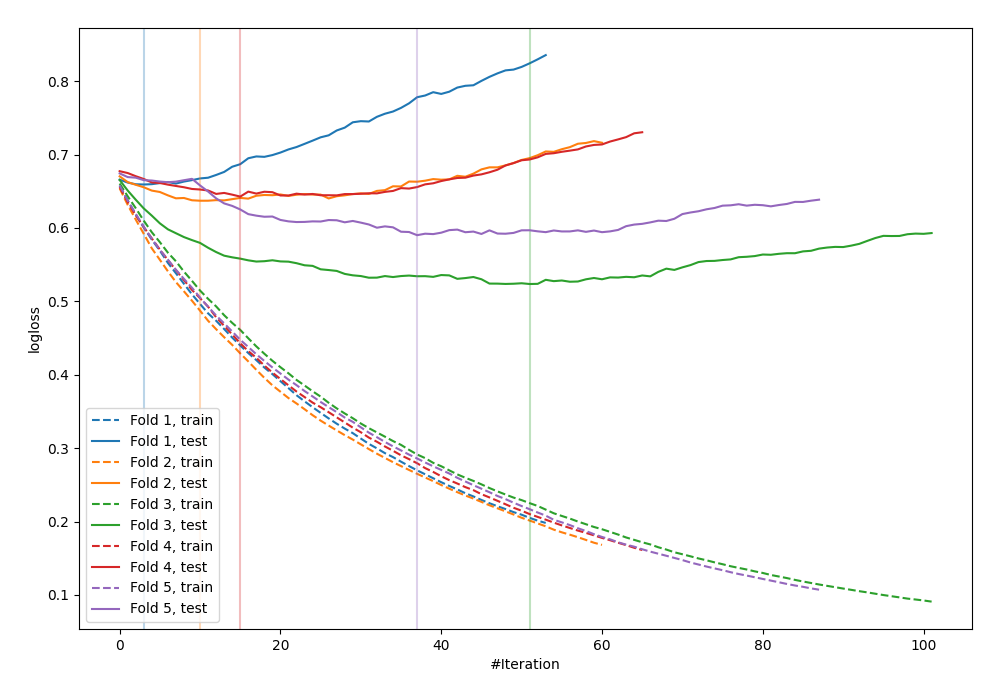 0.8
0.7
0.6
0.5
0.4
0.3
0.2
0.1
logloss
Fold 1, train
Fold 1, test
Fold 2, train
Fold 2, test
Fold 3, train
Fold 3, test
Fold 4, train
Fold 4, test
Fold 5, train
Fold 5, test
0 20 40 60 80 100
#Iteration